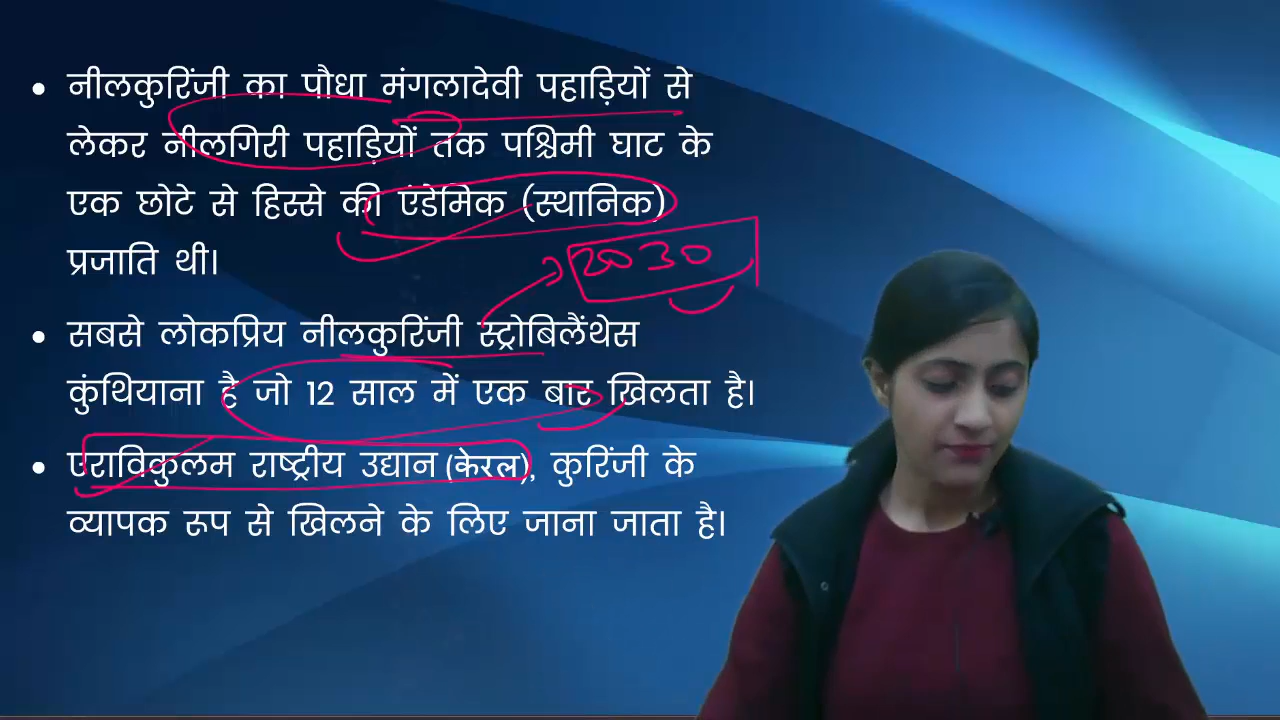 • नीलकुरिंजी का पौधा मंगलादेवी पहाड़ियों से
लेकर नीलगिरी पहाड़ियों तक पश्चिमी घाट के
एक छोटे से हिस्से की एंडेमिक (स्थानिक)
प्रजाति थी।
2030
• सबसे लोकप्रिय नीलकुरिंजी स्ट्रोबिलैंथेस
कुंथियाना है जो 12 साल में एक बार खिलता है।
• एराविकुलम राष्ट्रीय उद्यान (केरल), कुरिंजी के
व्यापक रूप से खिलने के लिए जाना जाता है।